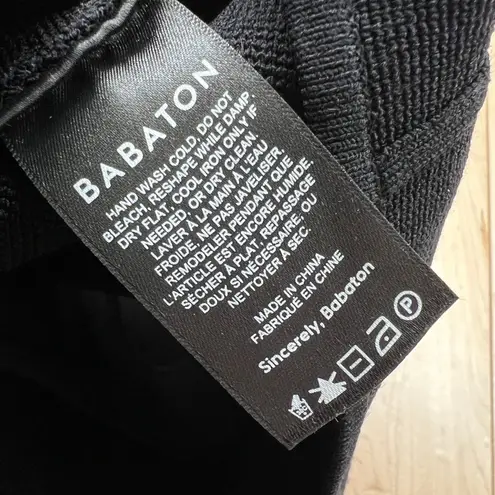 BABATON
HAND WASH COLD. DO NOT
BLEACH. RESHAPE WHILE DAMP.
DRY FLAT. COOL IRON ONLY IF
NEEDED. OR DRY CLEAN.
LAVER À LA MAIN À L'EAU
FROIDE. NE PAS JAVELISER.
REMODELER PENDANT QUE
L'ARTICLE EST ENCORE HUMIDE.
SÉCHER À PLAT. REPASSAGE
DOUX SI NÉCESSAIRE, OU
NETTOYER À SEC.
MADE IN CHINA
FABRIQUÉ EN CHINE
Sincerely, Babaton
P